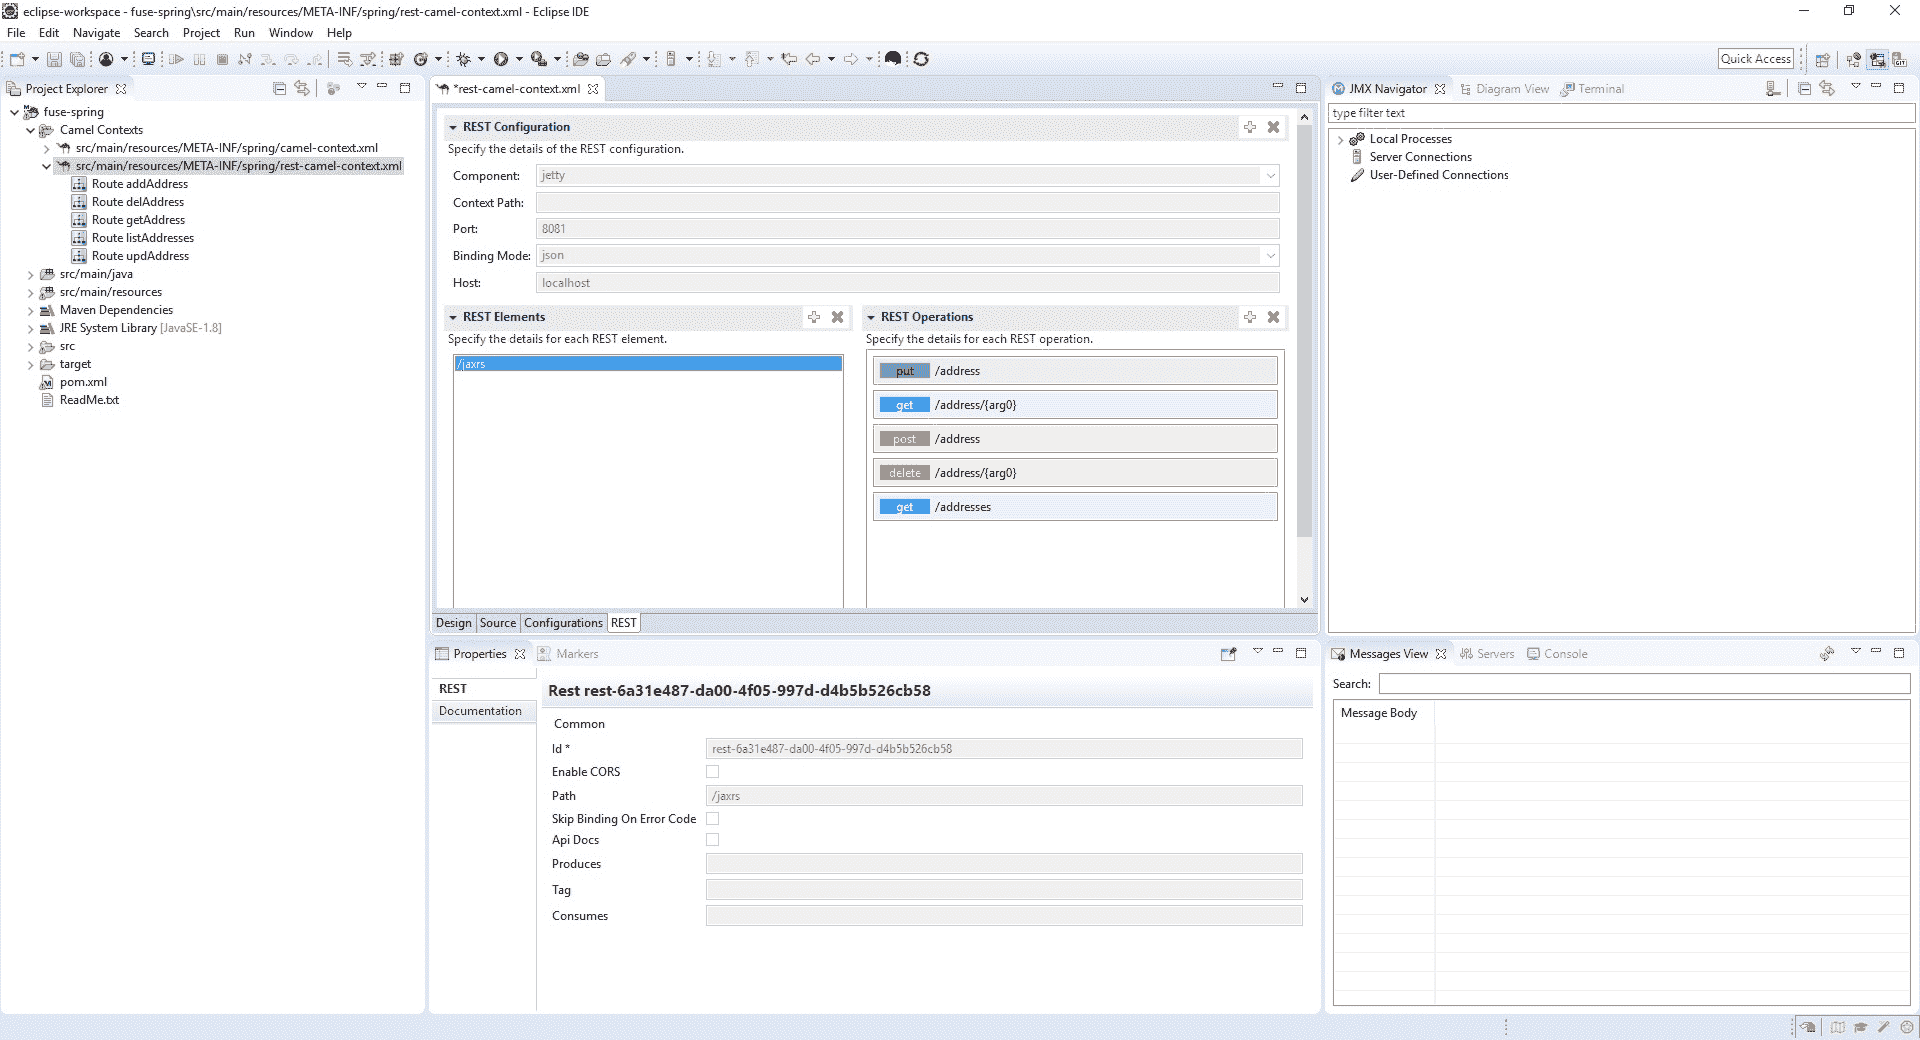 eclipse-workspace - fuse-spring\src/main/resources/META-INF/spring/rest-camel-context.xml - Eclipse IDE
File Edit Navigate Search Project Run Window Help
Quick Access
Project Explorer
fuse-spring
Camel Contexts
src/main/resources/META-INF/spring/camel-context.xml
src/main/resources/META-INF/spring/rest-camel-context.xml
Route addAddress
Route delAddress
Route getAddress
Route listAddresses
Route updAddress
src/main/java
src/main/resources
Maven Dependencies
JRE System Library [JavaSE-1.8]
src
target
pom.xml
ReadMe.txt
*rest-camel-context.xml
REST Configuration
Specify the details of the REST configuration.
Component: jetty
Context Path:
Port: 8081
Binding Mode: json
Host: localhost
REST Elements
Specify the details for each REST element.
/jaxrs
REST Operations
Specify the details for each REST operation.
put /address
get /address/{arg0}
post /address
delete /address/{arg0}
get /addresses
Design Source Configurations REST
Properties Markers
REST
Documentation
Rest rest-6a31e487-da00-4f05-997d-d4b5b526cb58
Common
Id * rest-6a31e487-da00-4f05-997d-d4b5b526cb58
Enable CORS
Path /jaxrs
Skip Binding On Error Code
Api Docs
Produces
Tag
Consumes
JMX Navigator Diagram View Terminal
type filter text
Local Processes
Server Connections
User-Defined Connections
Messages View Servers Console
Search:
Message Body